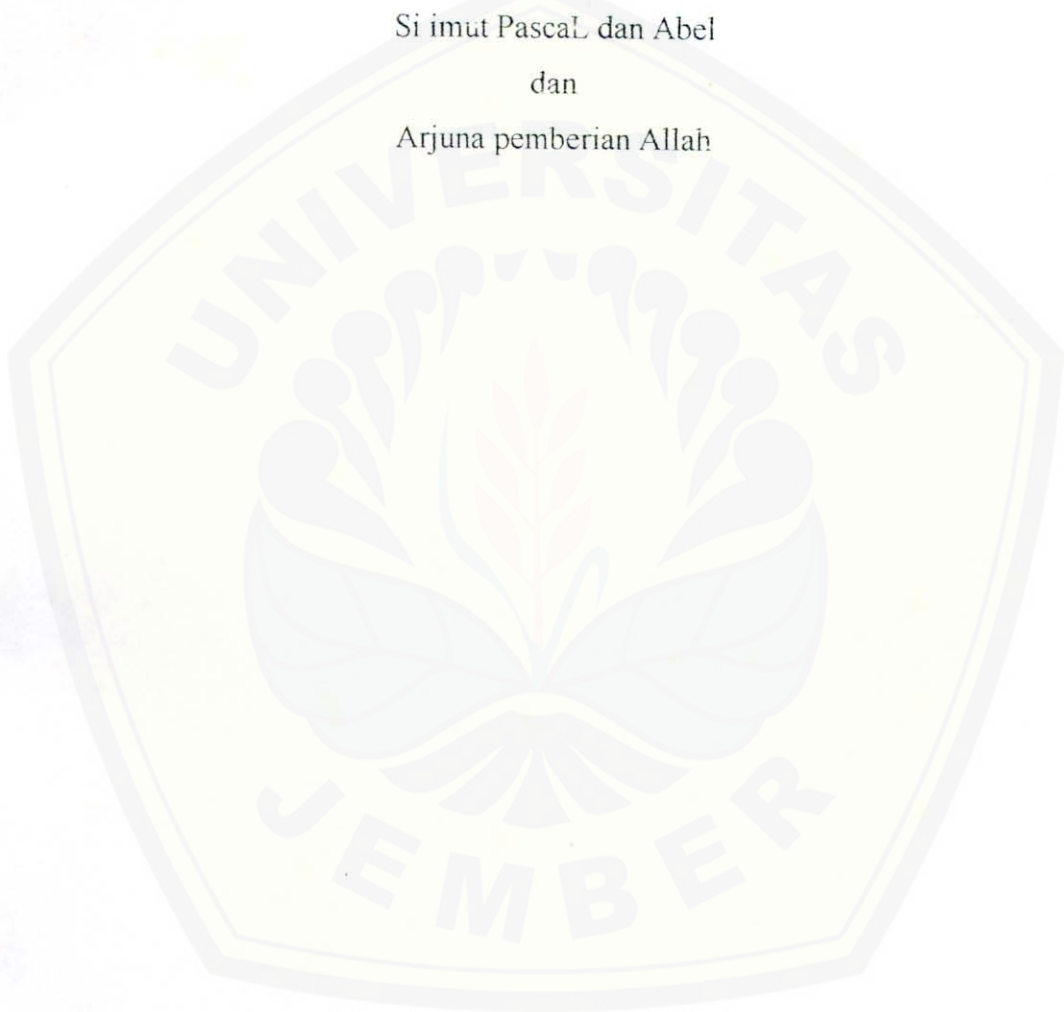 Si imut PascaL dan Abel
dan
Arjuna pemberian Allah
UNIVERSITAS
JEMBER